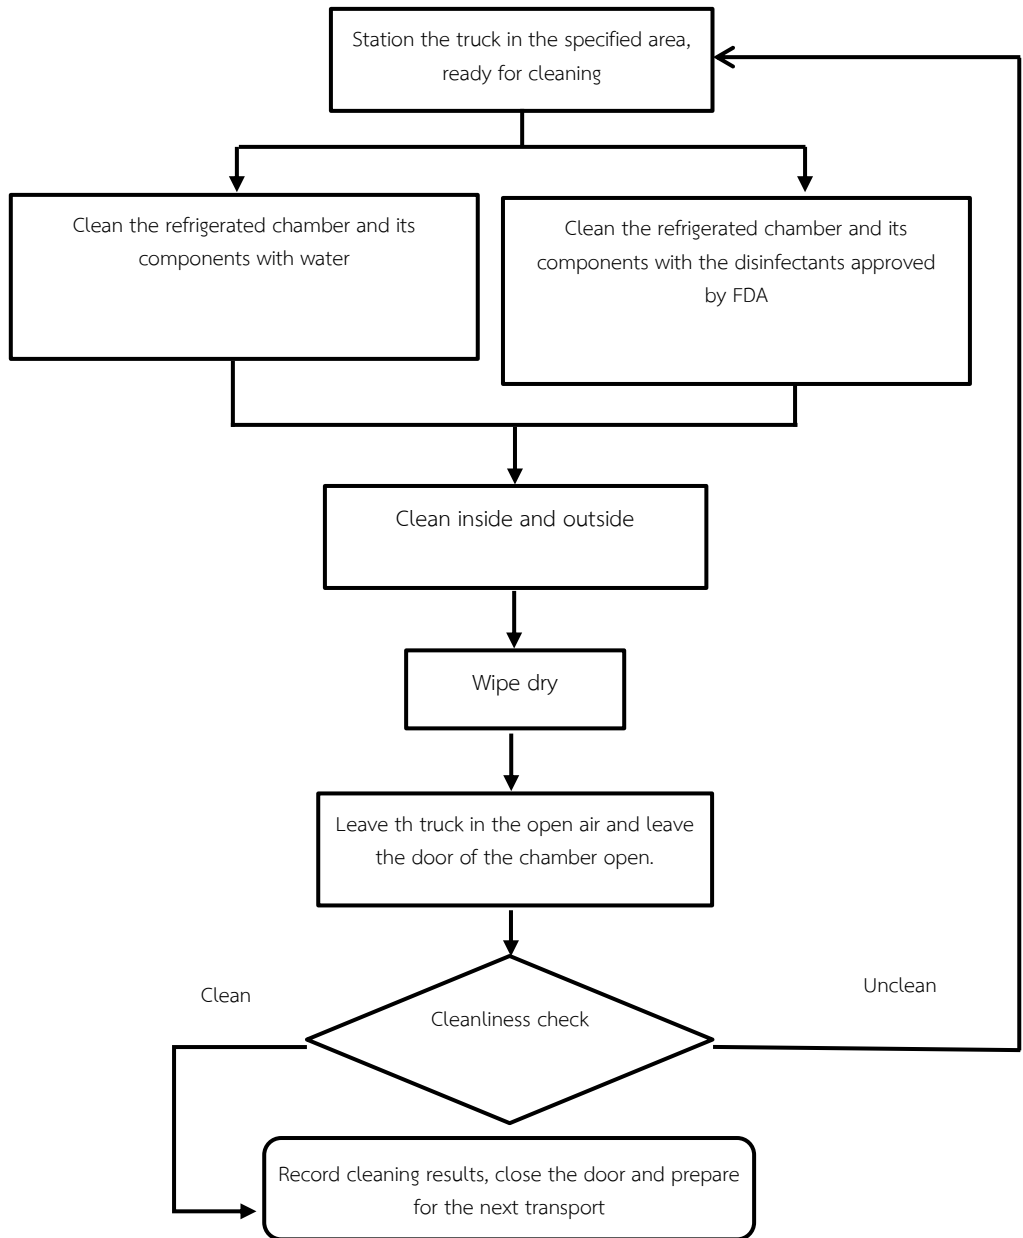 Station the truck in the specified area,
ready for cleaning
Clean the refrigerated chamber and its
components with water
Clean the refrigerated chamber and its
components with the disinfectants approved
by FDA
Clean inside and outside
Wipe dry
Leave th truck in the open air and leave
the door of the chamber open.
Clean
Unclean
Cleanliness check
Record cleaning results, close the door and prepare
for the next transport